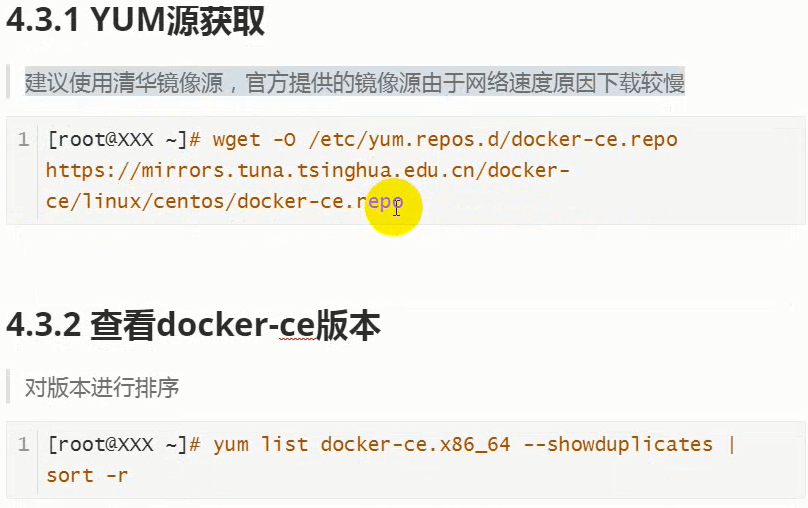 4.3.1 YUM源获取
建议使用清华镜像源，官方提供的镜像源由于网络速度原因下载较慢
1 [root@XXX ~]# wget -O /etc/yum.repos.d/docker-ce.repo
https://mirrors.tuna.tsinghua.edu.cn/docker-
ce/linux/centos/docker-ce.repo
4.3.2 查看docker-ce版本
对版本进行排序
1 [root@XXX ~]# yum list docker-ce.x86_64 --showduplicates |
sort -r